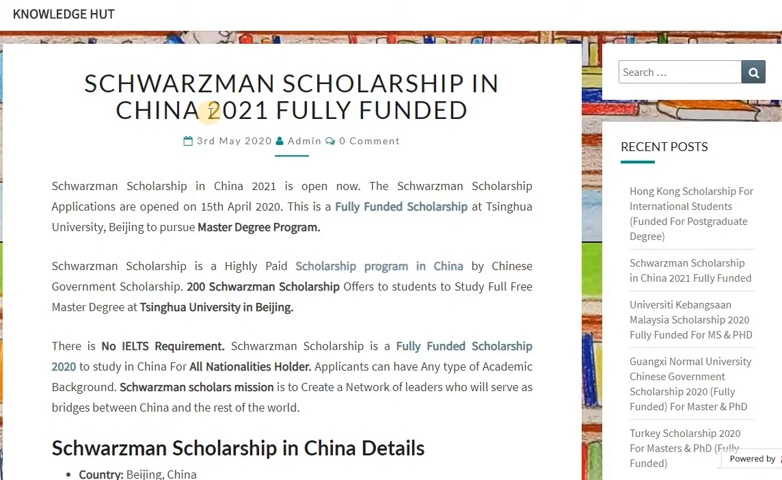 KNOWLEDGE HUT
SCHWARZMAN SCHOLARSHIP IN
CHINA 2021 FULLY FUNDED
3rd May 2020 Admin 0 Comment
Schwarzman Scholarship in China 2021 is open now. The Schwarzman Scholarship
Applications are opened on 15th April 2020. This is a Fully Funded Scholarship at Tsinghua
University, Beijing to pursue Master Degree Program.
Schwarzman Scholarship is a Highly Paid Scholarship program in China by Chinese
Government Scholarship. 200 Schwarzman Scholarship Offers to students to Study Full Free
Master Degree at Tsinghua University in Beijing.
There is No IELTS Requirement. Schwarzman Scholarship is a Fully Funded Scholarship
2020 to study in China For All Nationalities Holder. Applicants can have Any type of Academic
Background. Schwarzman scholars mission is to Create a Network of leaders who will serve as
bridges between China and the rest of the world.
Schwarzman Scholarship in China Details
• Country: Beijing, China
Search …
RECENT POSTS
Hong Kong Scholarship For
International Students
(Funded For Postgraduate
Degree)
Schwarzman Scholarship
in China 2021 Fully Funded
Universiti Kebangsaan
Malaysia Scholarship 2020
Fully Funded For MS & PHD
Guangxi Normal University
Chinese Government
Scholarship 2020 (Fully
Funded) For Master & PhD
Turkey Scholarship 2020
For Masters & PhD (Fully
Funded)
Powered by